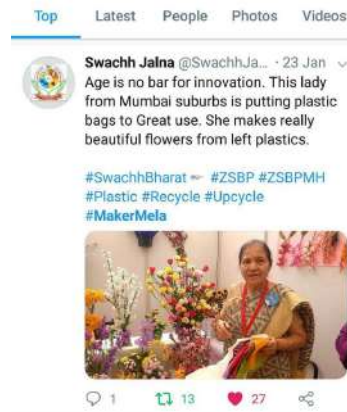 Top Latest People Photos Videos
Swachh Jalna @SwachhJa... · 23 Jan
Age is no bar for innovation. This lady
from Mumbai suburbs is putting plastic
bags to Great use. She makes really
beautiful flowers from left plastics.
#SwachhBharat #ZSBP #ZSBPMH
#Plastic #Recycle #Upcycle
#MakerMela
1 13 27